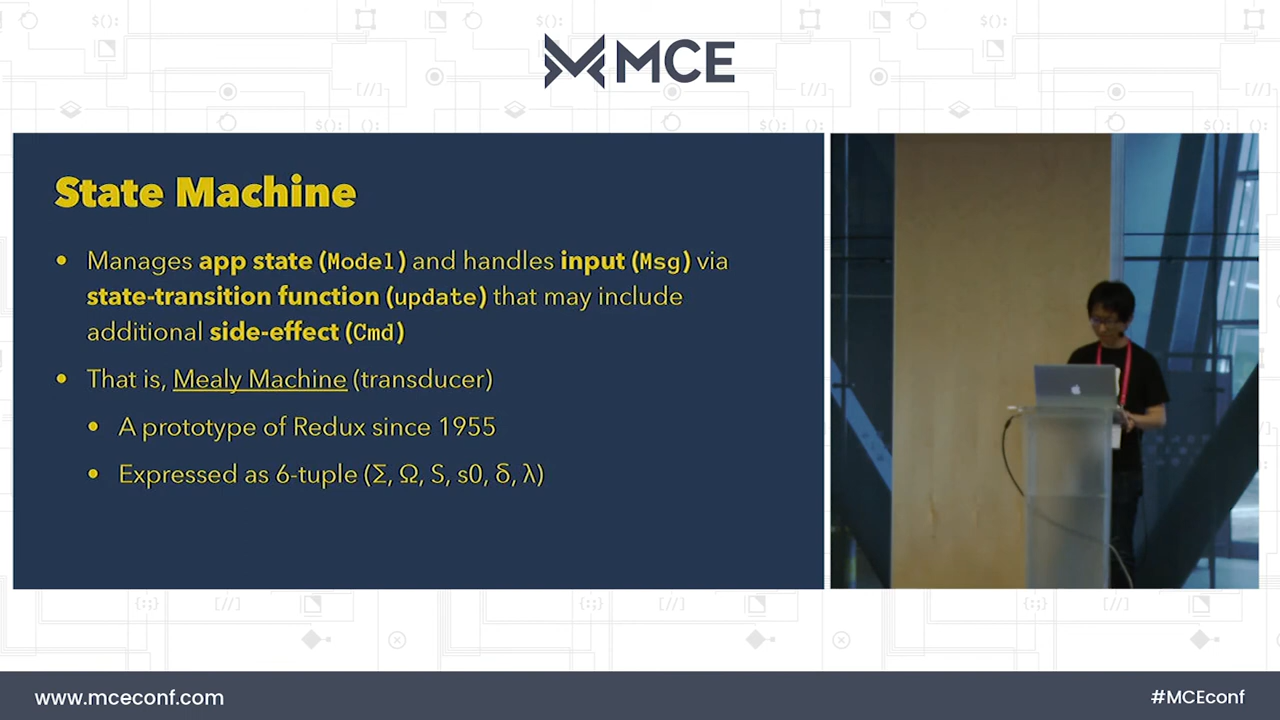 MCE
State Machine
• Manages app state (Model) and handles input (Msg) via
state-transition function (update) that may include
additional side-effect (Cmd)
• That is, Mealy Machine (transducer)
• A prototype of Redux since 1955
• Expressed as 6-tuple (Σ, Ω, S, s0, δ, λ)
www.mceconf.com
#MCEconf